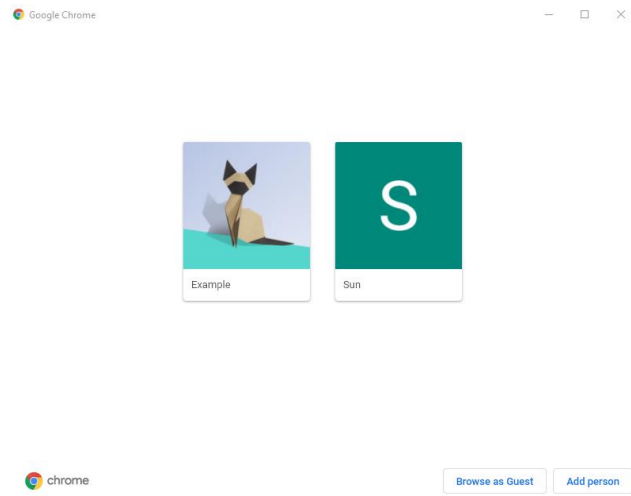 Google Chrome
S
Example
Sun
chrome
Browse as Guest
Add person